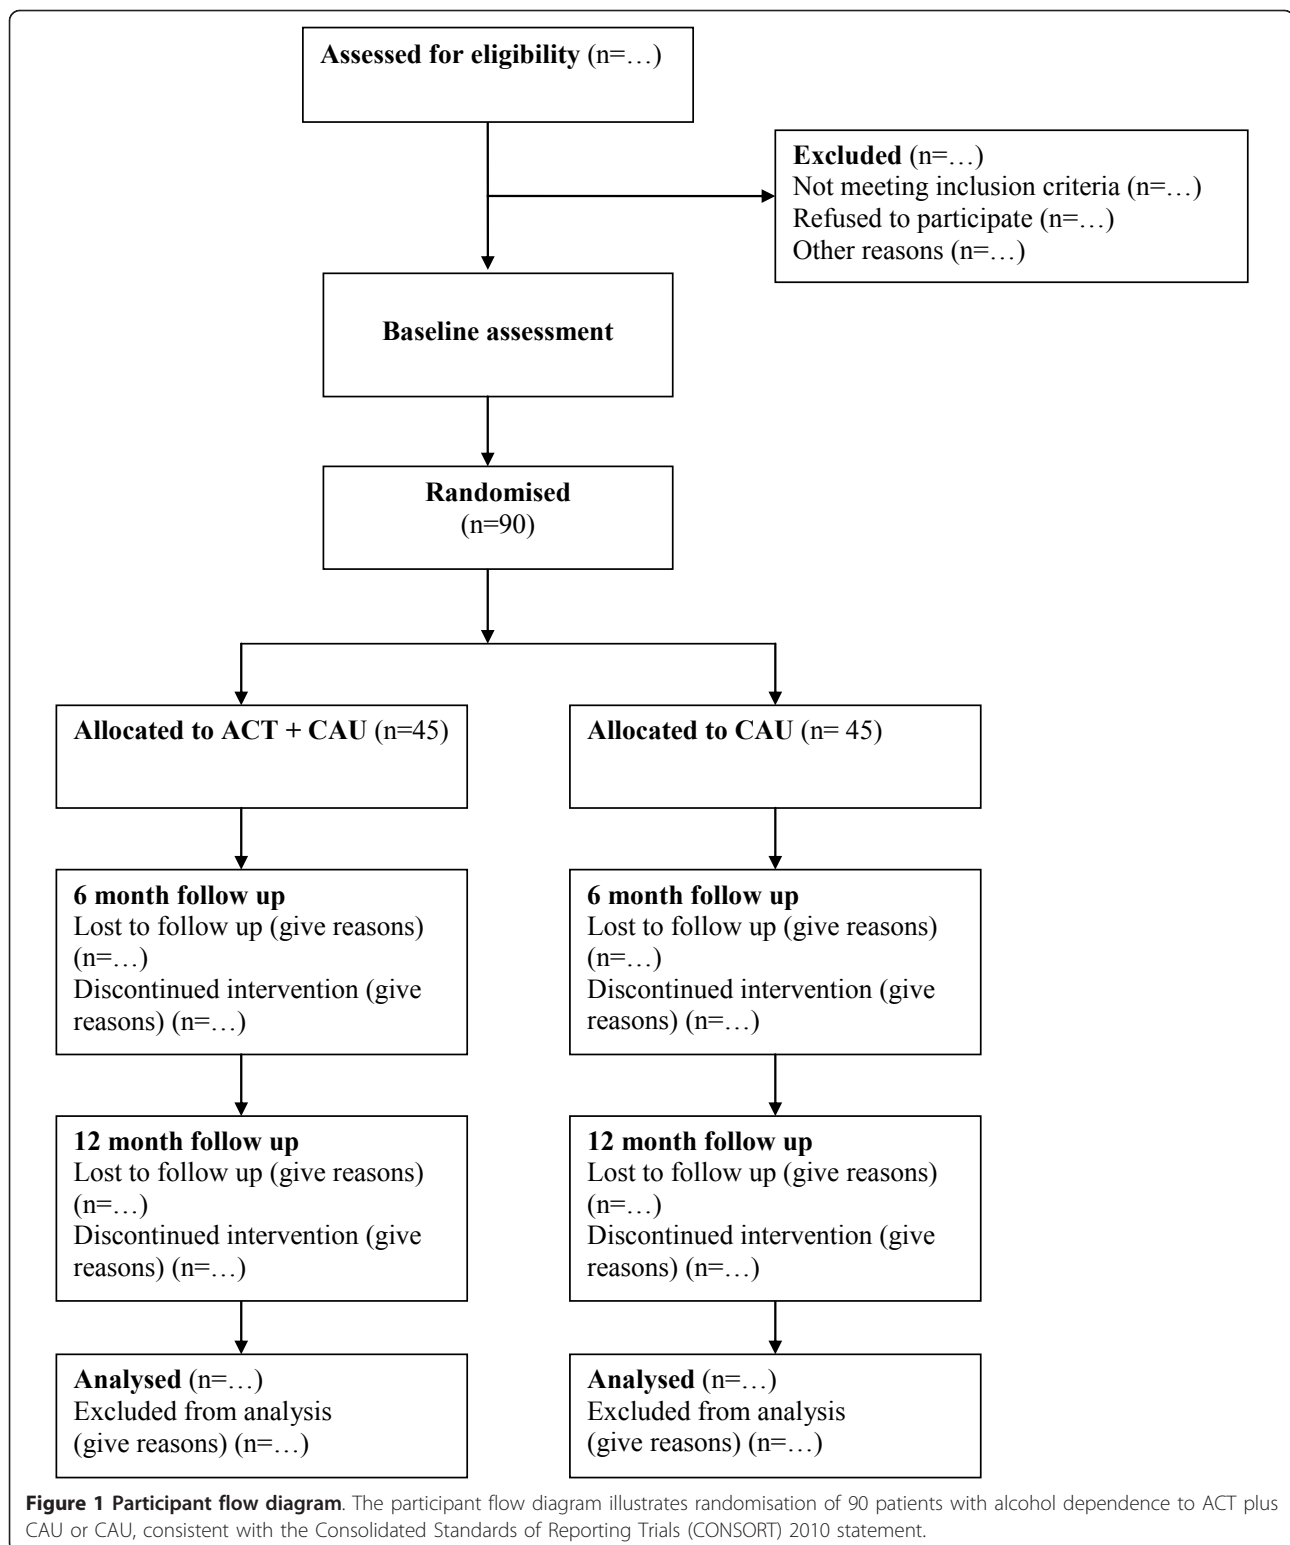 Assessed for eligibility (n=…)
Excluded (n=…)
Not meeting inclusion criteria (n=…)
Refused to participate (n=…)
Other reasons (n=…)
Baseline assessment
Randomised
(n=90)
Allocated to ACT + CAU (n=45)
Allocated to CAU (n= 45)
6 month follow up
Lost to follow up (give reasons)
(n=…)
Discontinued intervention (give
reasons) (n=…)
6 month follow up
Lost to follow up (give reasons)
(n=…)
Discontinued intervention (give
reasons) (n=…)
12 month follow up
Lost to follow up (give reasons)
(n=…)
Discontinued intervention (give
reasons) (n=…)
12 month follow up
Lost to follow up (give reasons)
(n=…)
Discontinued intervention (give
reasons) (n=…)
Analysed (n=…)
Excluded from analysis
(give reasons) (n=…)
Analysed (n=…)
Excluded from analysis
(give reasons) (n=…)
Figure 1 Participant flow diagram. The participant flow diagram illustrates randomisation of 90 patients with alcohol dependence to ACT plus
CAU or CAU, consistent with the Consolidated Standards of Reporting Trials (CONSORT) 2010 statement.